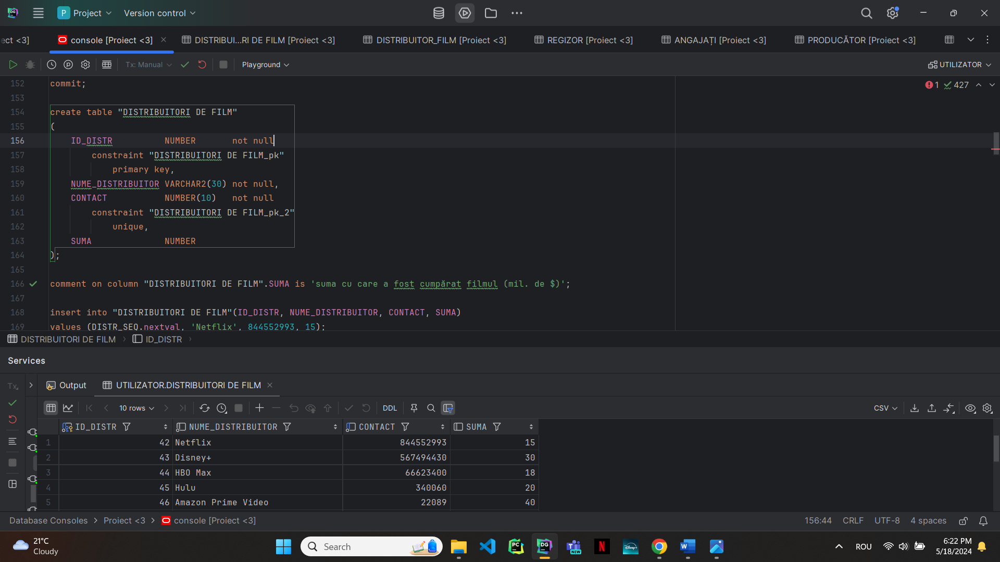 P Project Version control
ect <3] console [Proiect <3] DISTRIBUI...RI DE FILM [Proiect <3] DISTRIBUITOR_FILM [Proiect <3] REGIZOR [Proiect <3] ANGAJAȚI [Proiect <3] PRODUCĂTOR [Proiect <3]
Tx: Manual Playground UTILIZATOR
152 commit; 1 427
153
154 create table "DISTRIBUITORI DE FILM"
155 (
156 ID_DISTR NUMBER not null
157 constraint "DISTRIBUITORI DE FILM_pk"
158 primary key,
159 NUME_DISTRIBUITOR VARCHAR2(30) not null,
160 CONTACT NUMBER(10) not null
161 constraint "DISTRIBUITORI DE FILM_pk_2"
162 unique,
163 SUMA NUMBER
164 );
165
166 comment on column "DISTRIBUITORI DE FILM".SUMA is 'suma cu care a fost cumpărat filmul (mil. de $)';
167
168 insert into "DISTRIBUITORI DE FILM"(ID_DISTR, NUME_DISTRIBUITOR, CONTACT, SUMA)
169 values (DISTR_SEQ.nextval, 'Netflix', 844552993, 15);
DISTRIBUITORI DE FILM ID_DISTR
Services
Tx Output UTILIZATOR.DISTRIBUITORI DE FILM
10 rows DDL CSV
ID_DISTR NUME_DISTRIBUITOR CONTACT SUMA
1 42 Netflix 844552993 15
2 43 Disney+ 567494430 30
3 44 HBO Max 66623400 18
4 45 Hulu 340060 20
5 46 Amazon Prime Video 22089 40
Database Consoles Proiect <3 console [Proiect <3] 156:44 CRLF UTF-8 4 spaces
21°C
Cloudy
Search
PC
DG
NEW
ROU
6:22 PM
5/18/2024